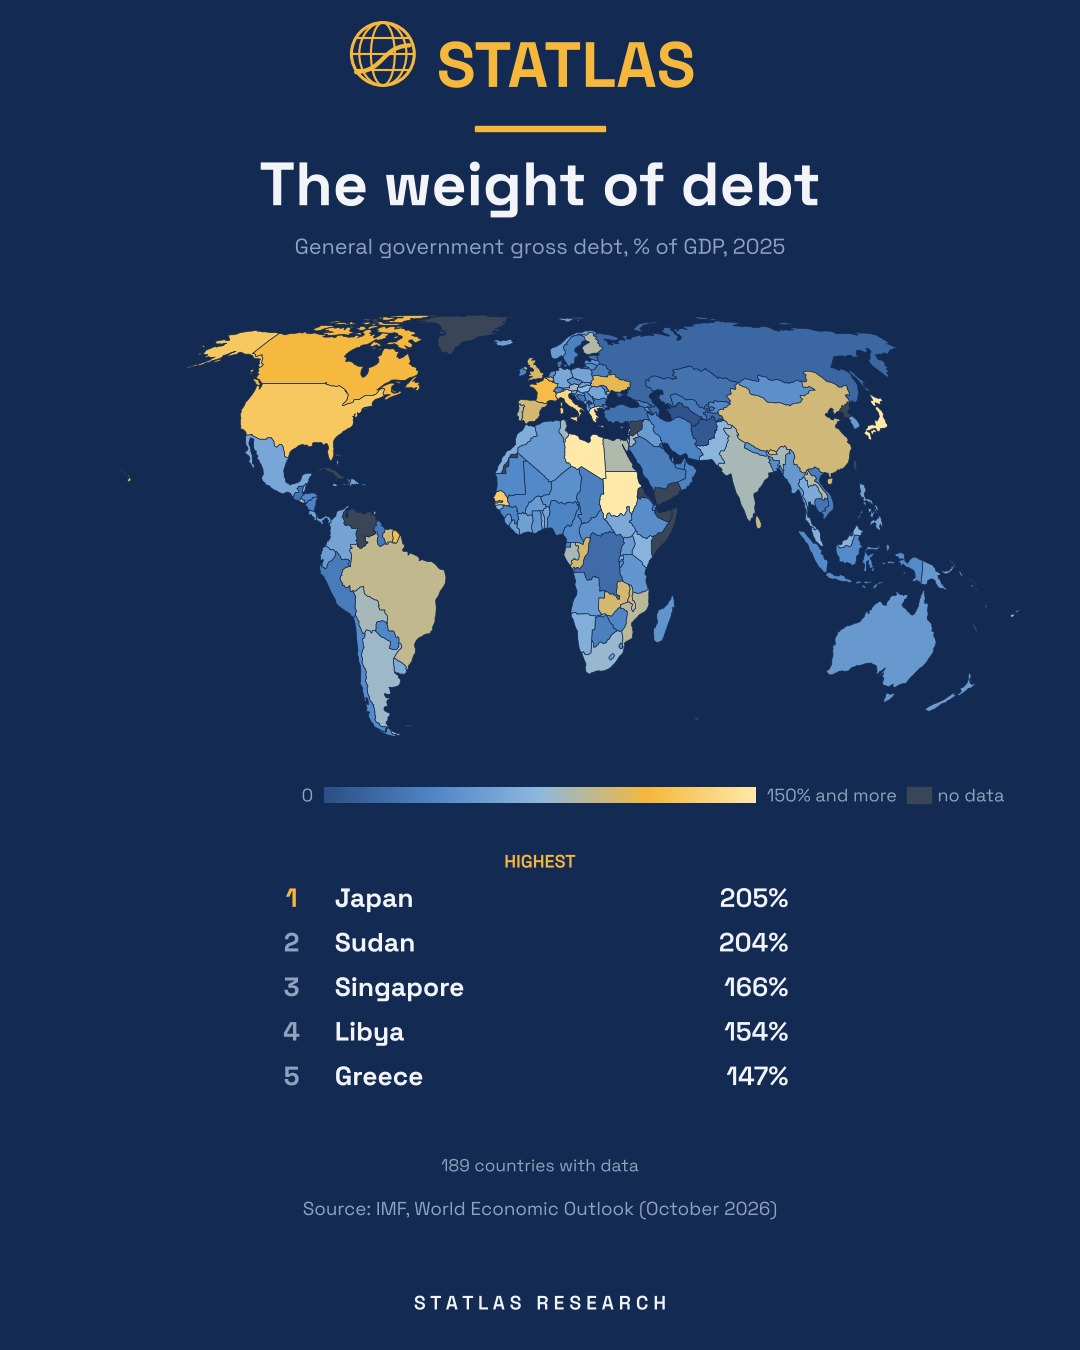 STATLAS
The weight of debt
General government gross debt, % of GDP, 2025
0 150% and more no data
HIGHEST
1 Japan 205%
2 Sudan 204%
3 Singapore 166%
4 Libya 154%
5 Greece 147%
189 countries with data
Source: IMF, World Economic Outlook (October 2026)
STATLAS RESEARCH